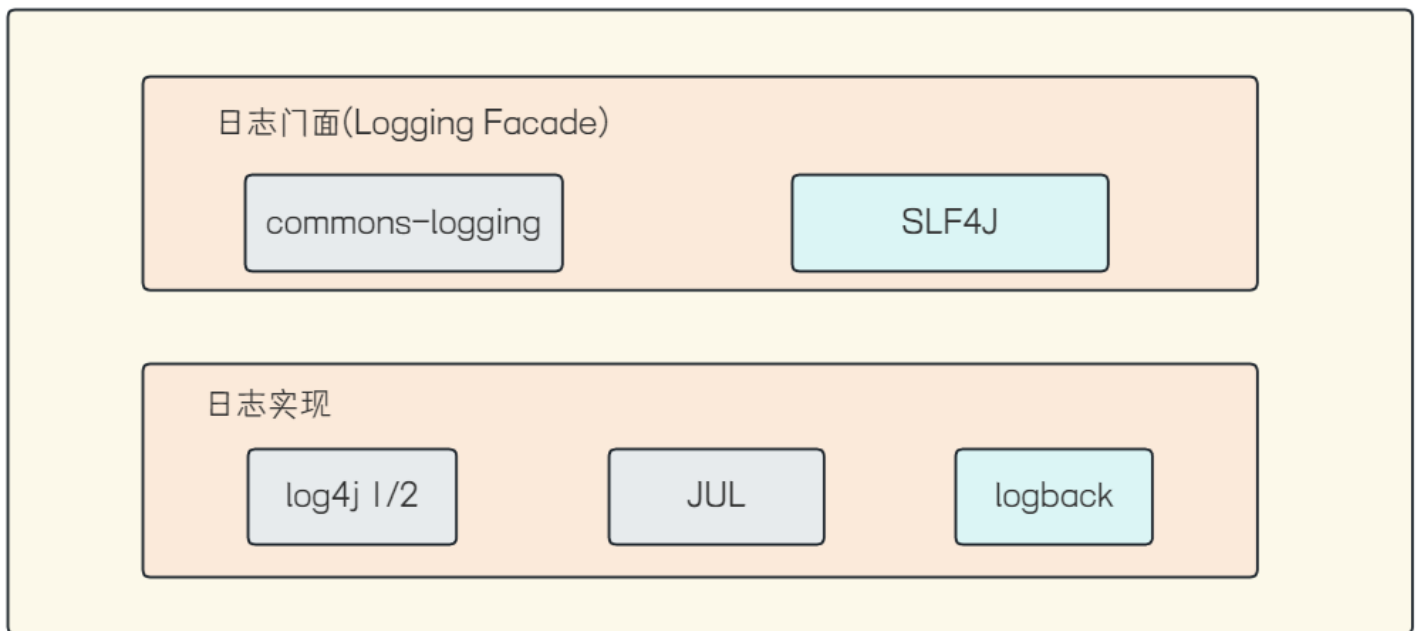 日志门面(Logging Facade)
commons-logging
SLF4J
日志实现
log4j 1/2
JUL
logback